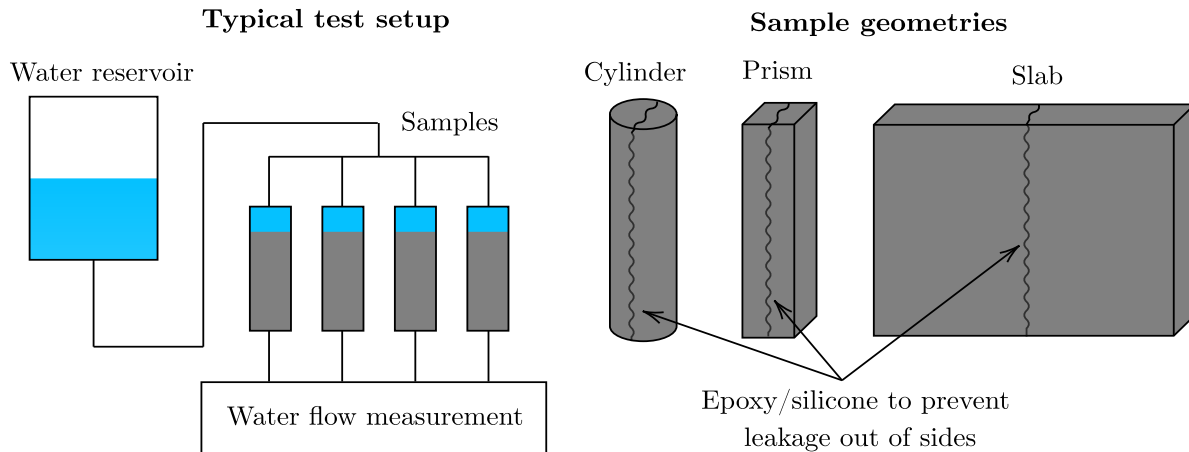 Typical test setup
Water reservoir
Samples
Water flow measurement
Sample geometries
Cylinder
Prism
Slab
Epoxy/silicone to prevent
leakage out of sides